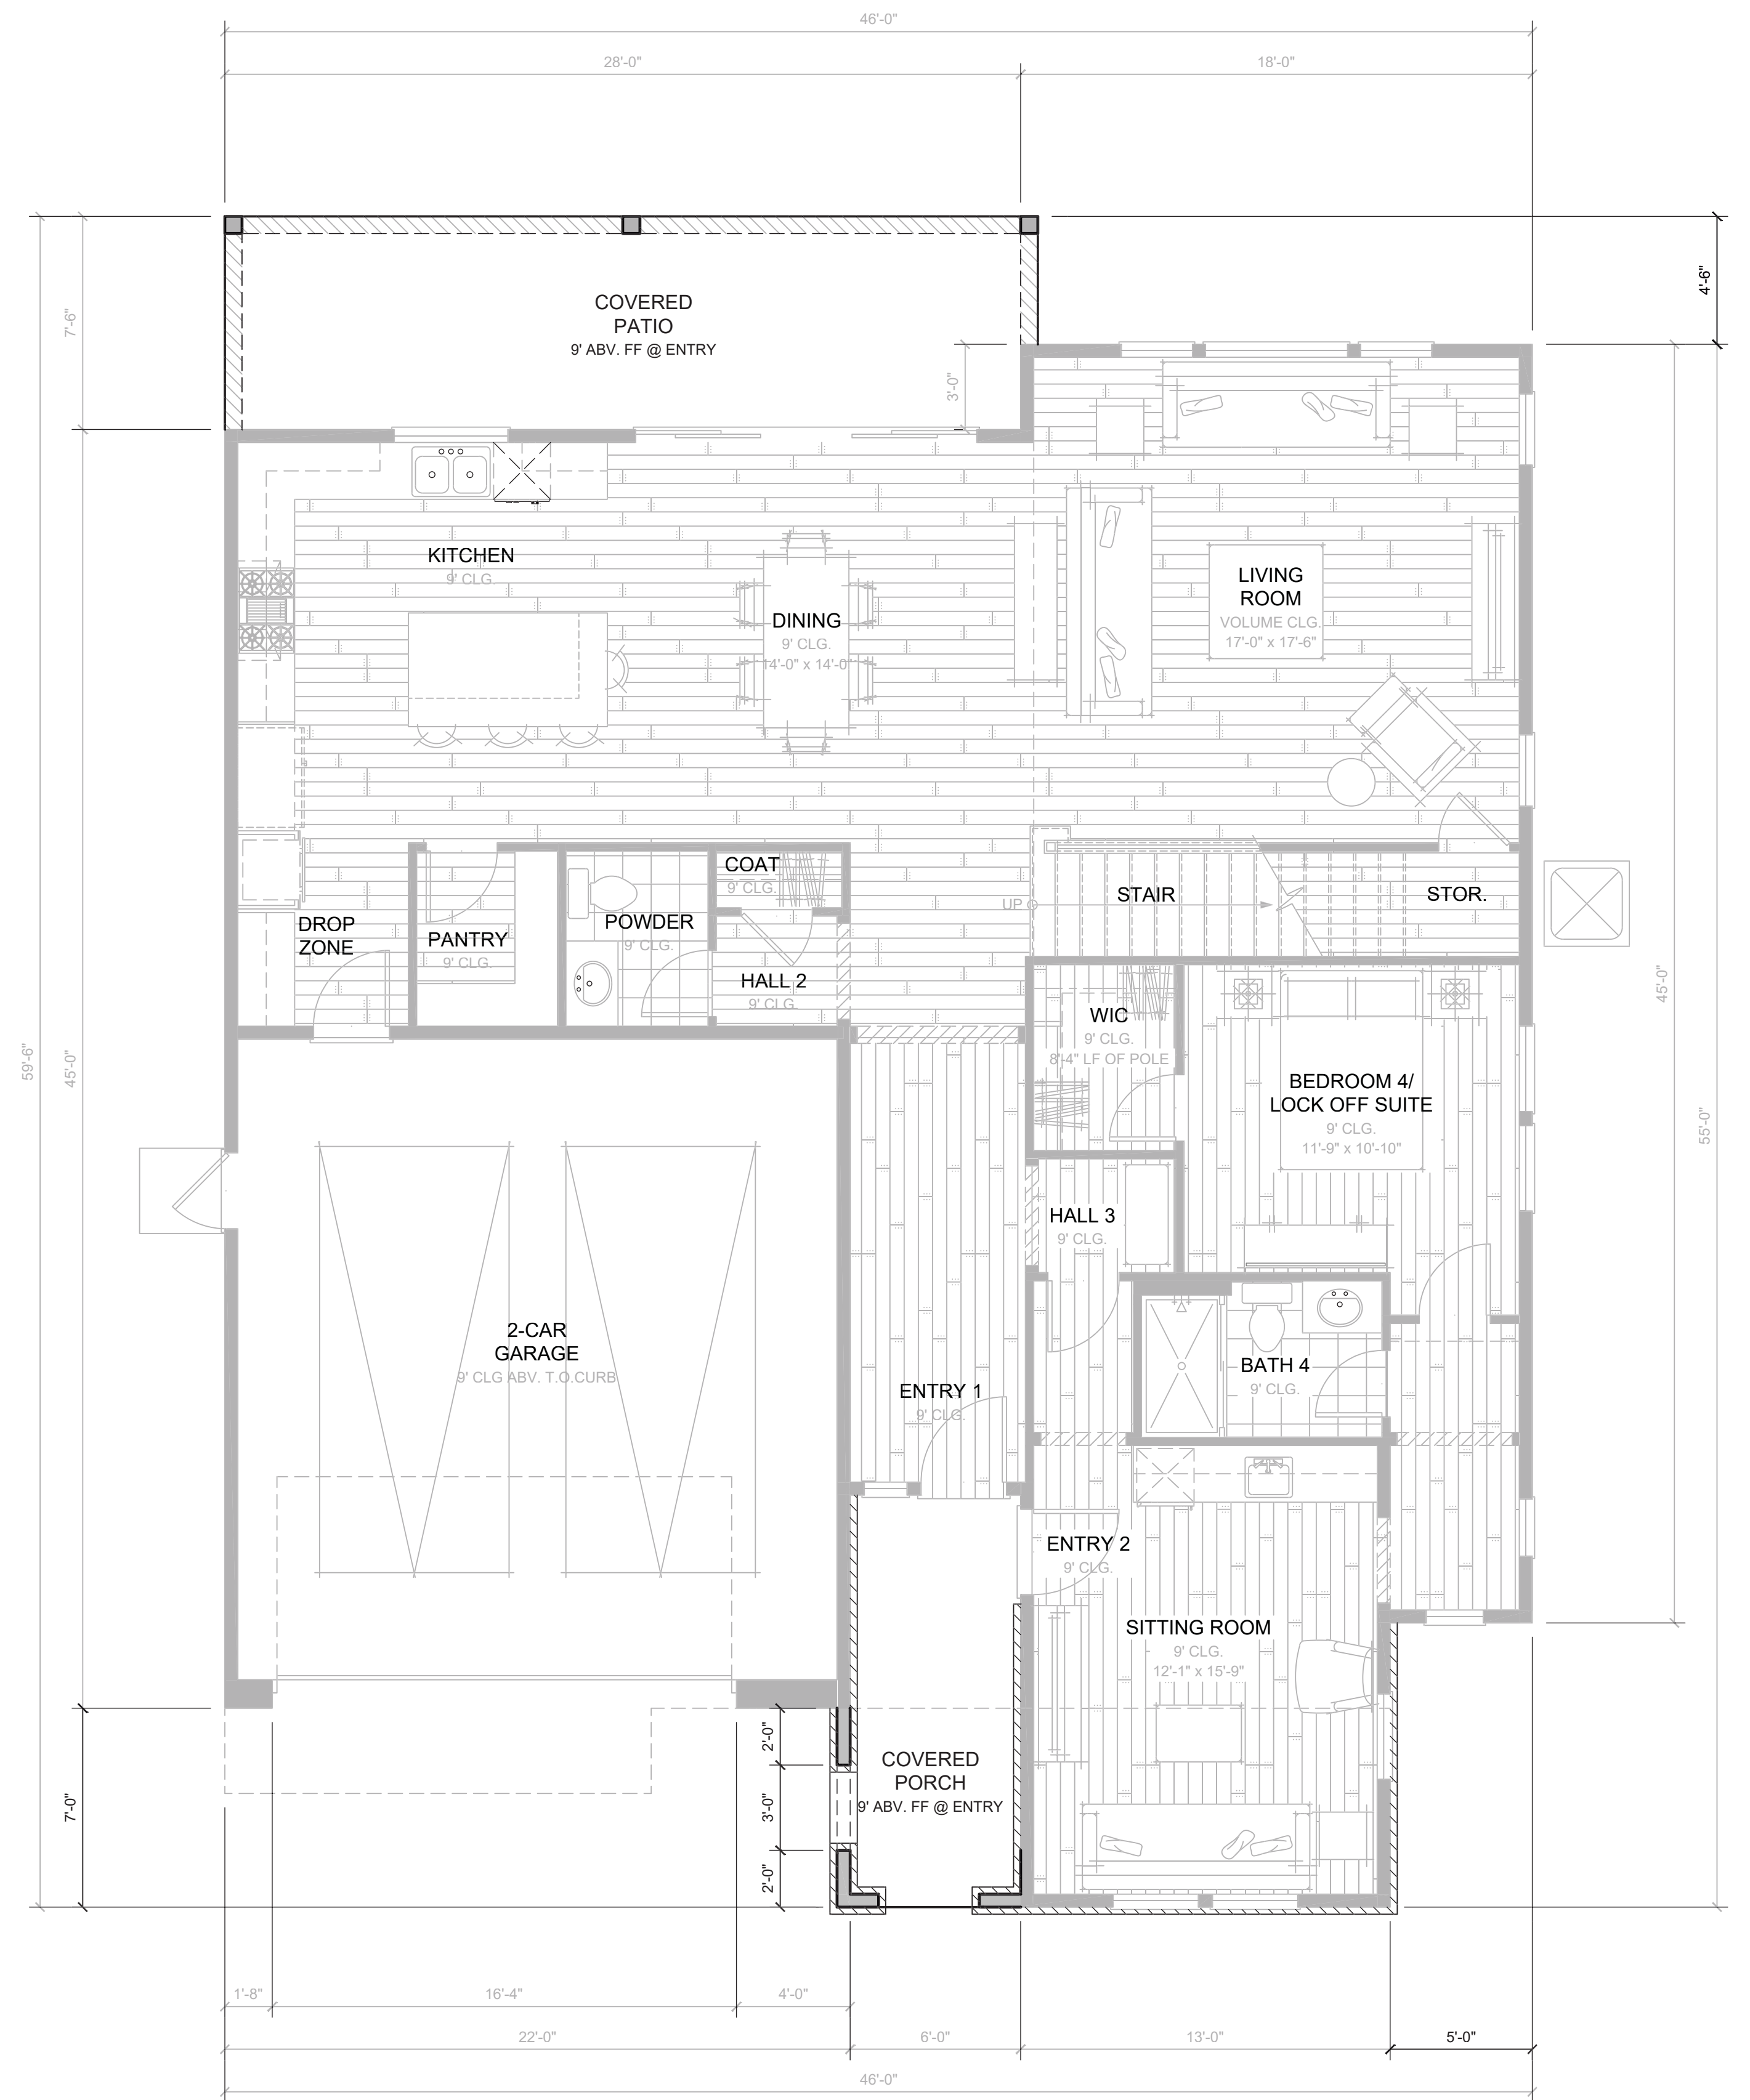 46'-0"
28'-0"
18'-0"
COVERED
PATIO
9' ABV. FF @ ENTRY
4'-6"
7'-6"
3'-0"
KITCHEN
9' CLG.
DINING
9' CLG.
14'-0" x 14'-0"
LIVING
ROOM
VOLUME CLG.
17'-0" x 17'-6"
COAT
9' CLG.
STAIR
UP
STOR.
DROP
ZONE
PANTRY
9' CLG.
POWDER
9' CLG.
HALL 2
9' CLG.
WIC
9' CLG.
8'-4" LF OF POLE
BEDROOM 4/
LOCK OFF SUITE
9' CLG.
11'-9" x 10'-10"
59'-6"
45'-0"
45'-0"
55'-0"
HALL 3
9' CLG.
2-CAR
GARAGE
9' CLG ABV. T.O.CURB
ENTRY 1
9' CLG.
BATH 4
9' CLG.
ENTRY 2
9' CLG.
SITTING ROOM
9' CLG.
12'-1" x 15'-9"
COVERED
PORCH
9' ABV. FF @ ENTRY
7'-0"
2'-0"
3'-0"
2'-0"
1'-8"
16'-4"
4'-0"
22'-0"
6'-0"
13'-0"
5'-0"
46'-0"